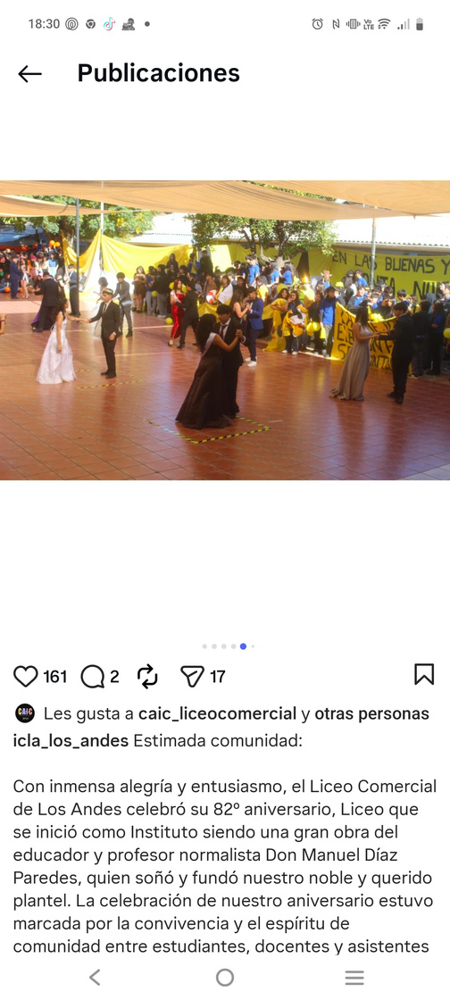 18:30
Vo
LTE
Publicaciones
EN LAS BUENAS Y
161
2
17
CAIC
Les gusta a caic_liceocomercial y otras personas
icla_los_andes Estimada comunidad:
Con inmensa alegría y entusiasmo, el Liceo Comercial
de Los Andes celebró su 82º aniversario, Liceo que
se inició como Instituto siendo una gran obra del
educador y profesor normalista Don Manuel Díaz
Paredes, quien soñó y fundó nuestro noble y querido
plantel. La celebración de nuestro aniversario estuvo
marcada por la convivencia y el espíritu de
comunidad entre estudiantes, docentes y asistentes